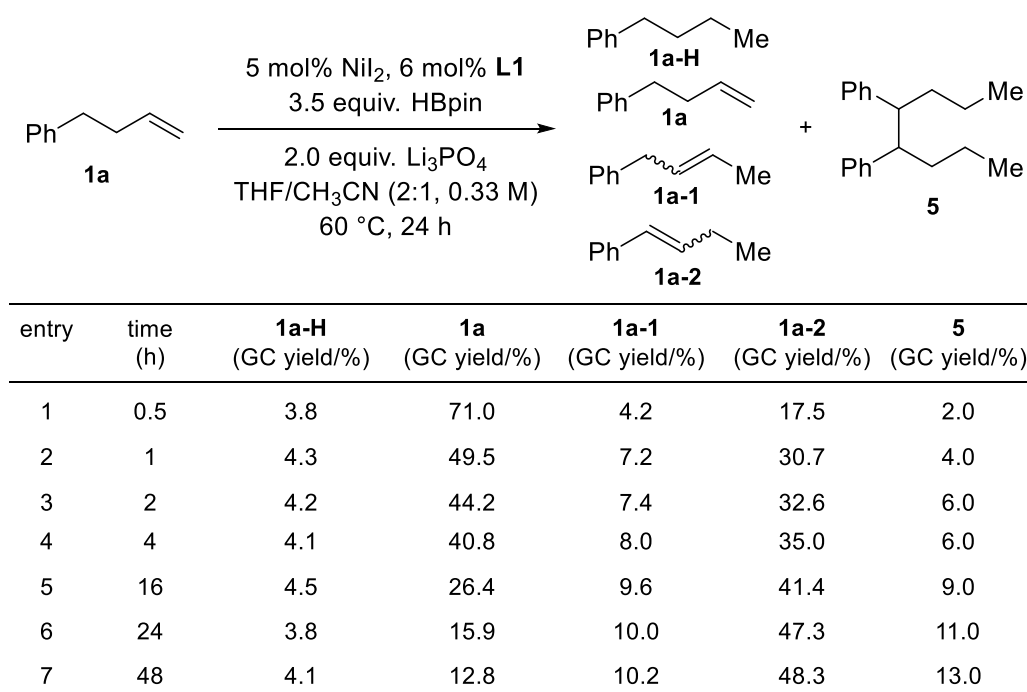 5 mol% NiI₂, 6 mol% L1
3.5 equiv. HBpin
2.0 equiv. Li₃PO₄
THF/CH₃CN (2:1, 0.33 M)
60 °C, 24 h
Ph
1a
Ph Me
1a-H
Ph
1a
Ph Me
1a-1
Ph Me
1a-2
+
Ph Me
Ph Me
5
entry time 1a-H 1a 1a-1 1a-2 5
(h) (GC yield/%) (GC yield/%) (GC yield/%) (GC yield/%) (GC yield/%)
1 0.5 3.8 71.0 4.2 17.5 2.0
2 1 4.3 49.5 7.2 30.7 4.0
3 2 4.2 44.2 7.4 32.6 6.0
4 4 4.1 40.8 8.0 35.0 6.0
5 16 4.5 26.4 9.6 41.4 9.0
6 24 3.8 15.9 10.0 47.3 11.0
7 48 4.1 12.8 10.2 48.3 13.0